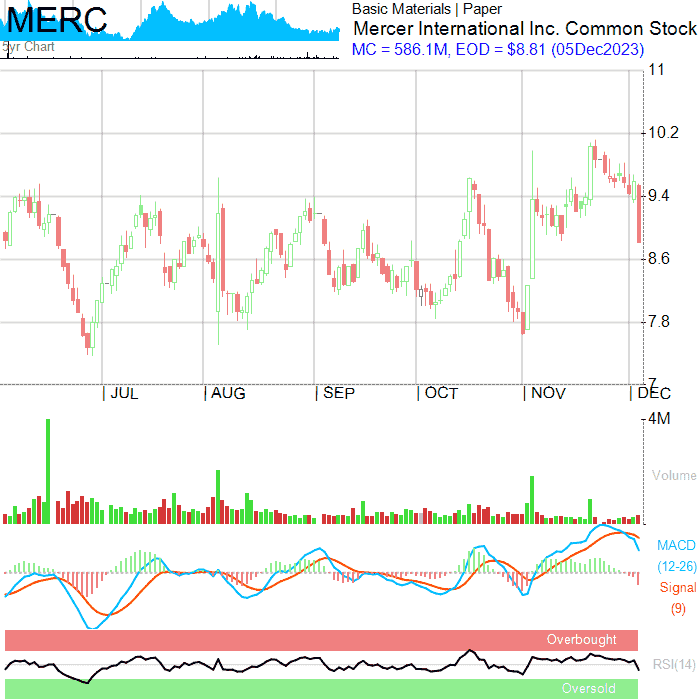 MERC
5yr Chart
Basic Materials | Paper
Mercer International Inc. Common Stock
MC = 586.1M, EOD = $8.81 (05Dec2023)
11
10.2
9.4
8.6
7.8
7
JUL AUG SEP OCT NOV DEC
4M
Volume
MACD
(12-26)
Signal
(9)
Overbought
RSI(14)
Oversold